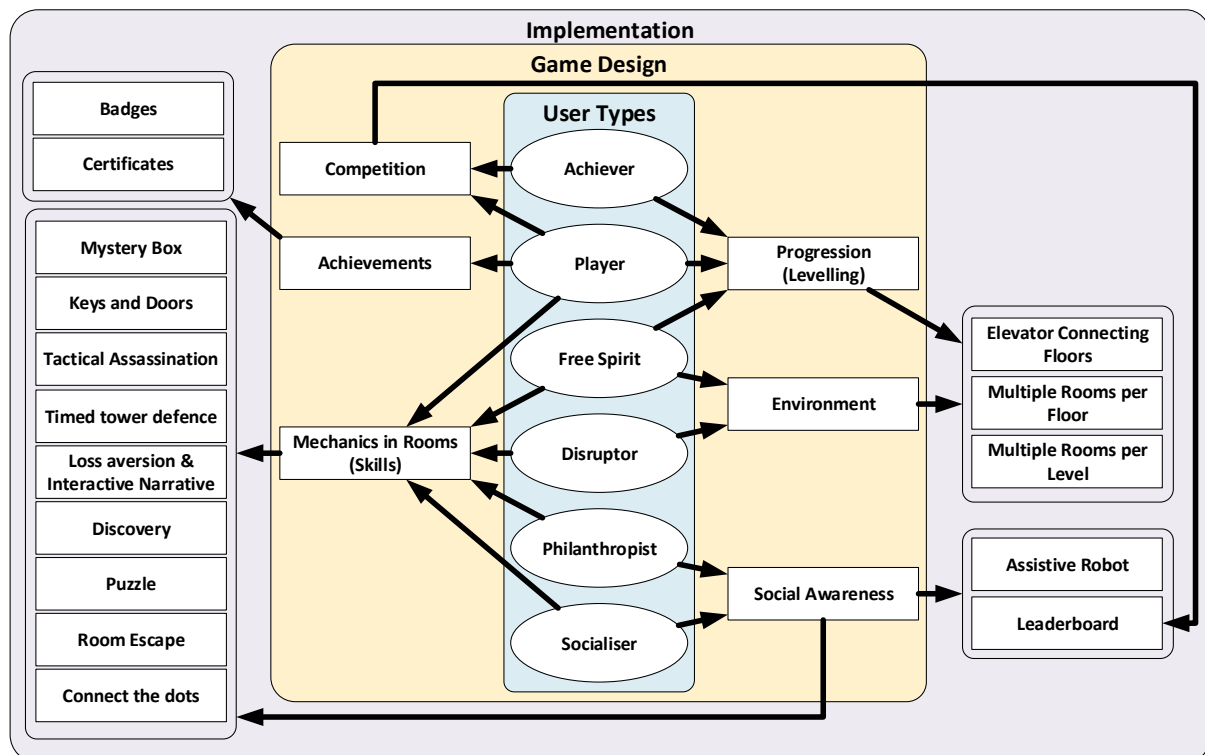 Implementation
Game Design
User Types
Badges
Certificates
Mystery Box
Keys and Doors
Tactical Assassination
Timed tower defence
Loss aversion &
Interactive Narrative
Discovery
Puzzle
Room Escape
Connect the dots
Competition
Achievements
Mechanics in Rooms
(Skills)
Achiever
Player
Free Spirit
Disruptor
Philanthropist
Socialiser
Progression
(Levelling)
Environment
Social Awareness
Elevator Connecting
Floors
Multiple Rooms per
Floor
Multiple Rooms per
Level
Assistive Robot
Leaderboard